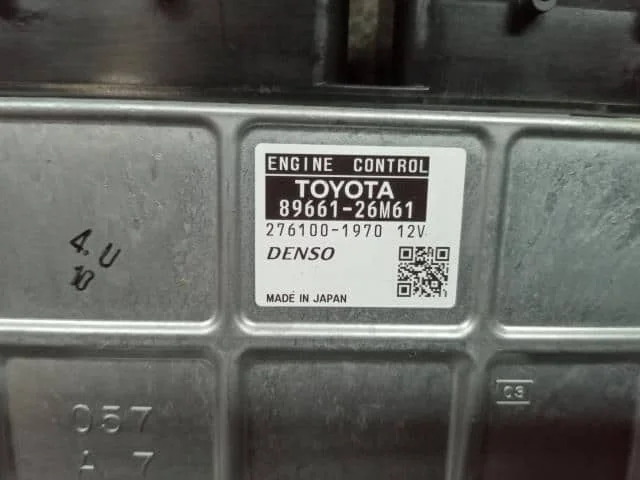 ENGINE CONTROL
TOYOTA
89661-26M61
276100-1970 12V
DENSO
MADE IN JAPAN
4.U
10
057
A 7
03